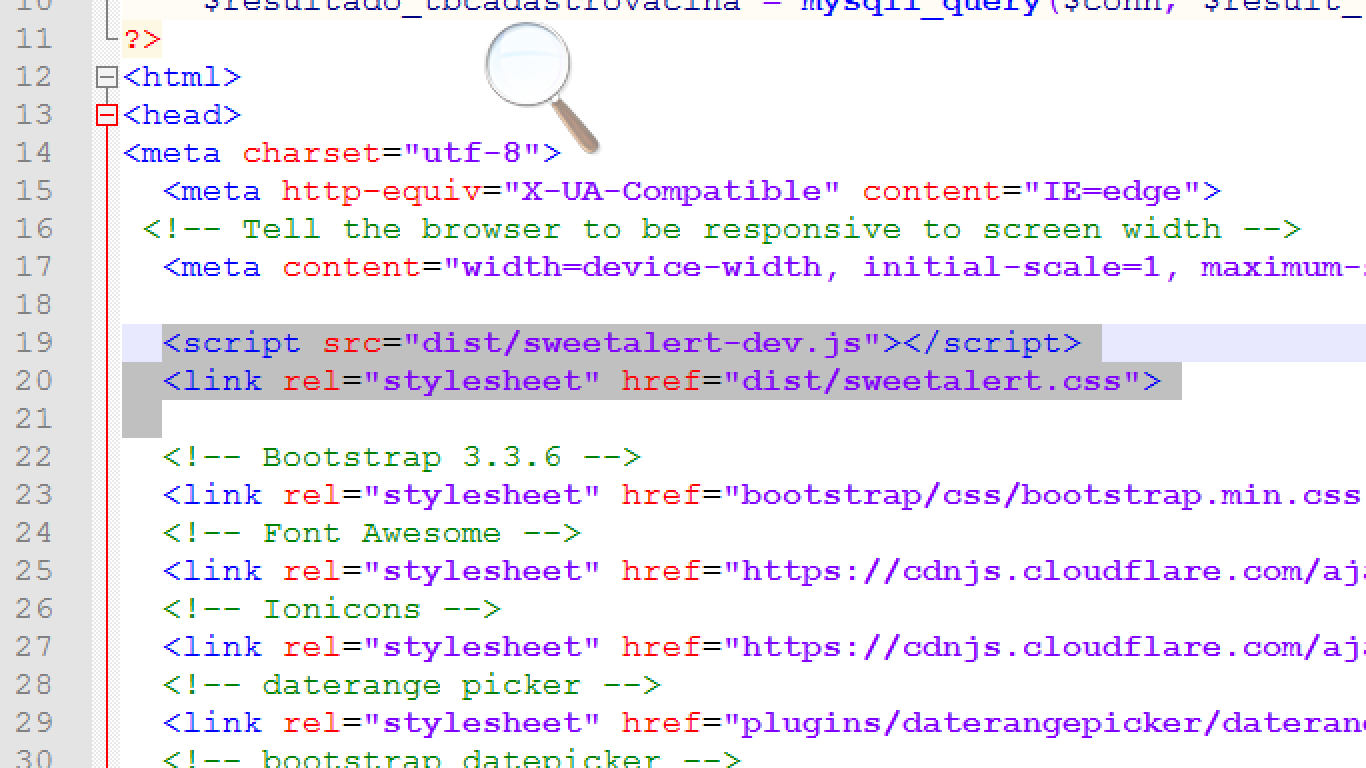 10 $resultado_tbcadastrovacina = mysqli_query($conn, $result_
11 ?>
12 <html>
13 <head>
14 <meta charset="utf-8">
15 <meta http-equiv="X-UA-Compatible" content="IE=edge">
16 <!-- Tell the browser to be responsive to screen width -->
17 <meta content="width=device-width, initial-scale=1, maximum-
18
19 <script src="dist/sweetalert-dev.js"></script>
20 <link rel="stylesheet" href="dist/sweetalert.css">
21
22 <!-- Bootstrap 3.3.6 -->
23 <link rel="stylesheet" href="bootstrap/css/bootstrap.min.css
24 <!-- Font Awesome -->
25 <link rel="stylesheet" href="https://cdnjs.cloudflare.com/aja
26 <!-- Ionicons -->
27 <link rel="stylesheet" href="https://cdnjs.cloudflare.com/aja
28 <!-- daterange picker -->
29 <link rel="stylesheet" href="plugins/daterangepicker/dateran
30 <!-- bootstrap datepicker -->